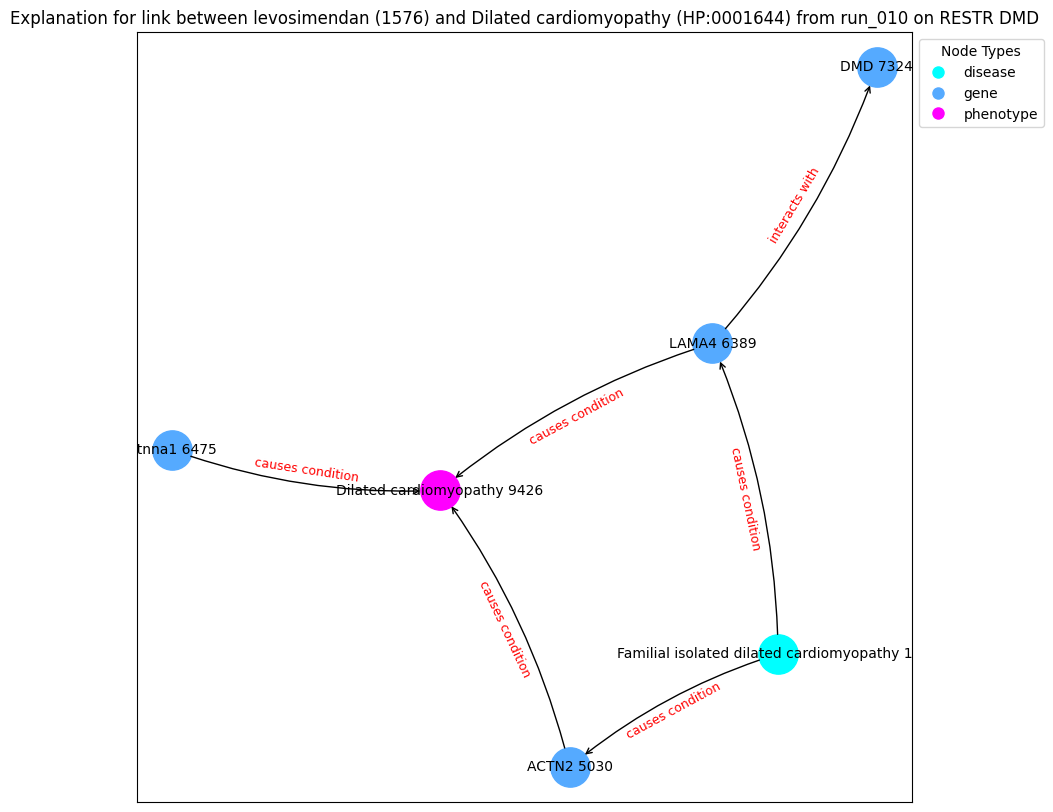 Explanation for link between levosimendan (1576) and Dilated cardiomyopathy (HP:0001644) from run_010 on RESTR DMD
Node Types
disease
gene
phenotype
DMD 7324
interacts with
LAMA4 6389
causes condition
tnna1 6475
causes condition
Dilated cardiomyopathy 9426
causes condition
causes condition
Familial isolated dilated cardiomyopathy 1
causes condition
ACTN2 5030